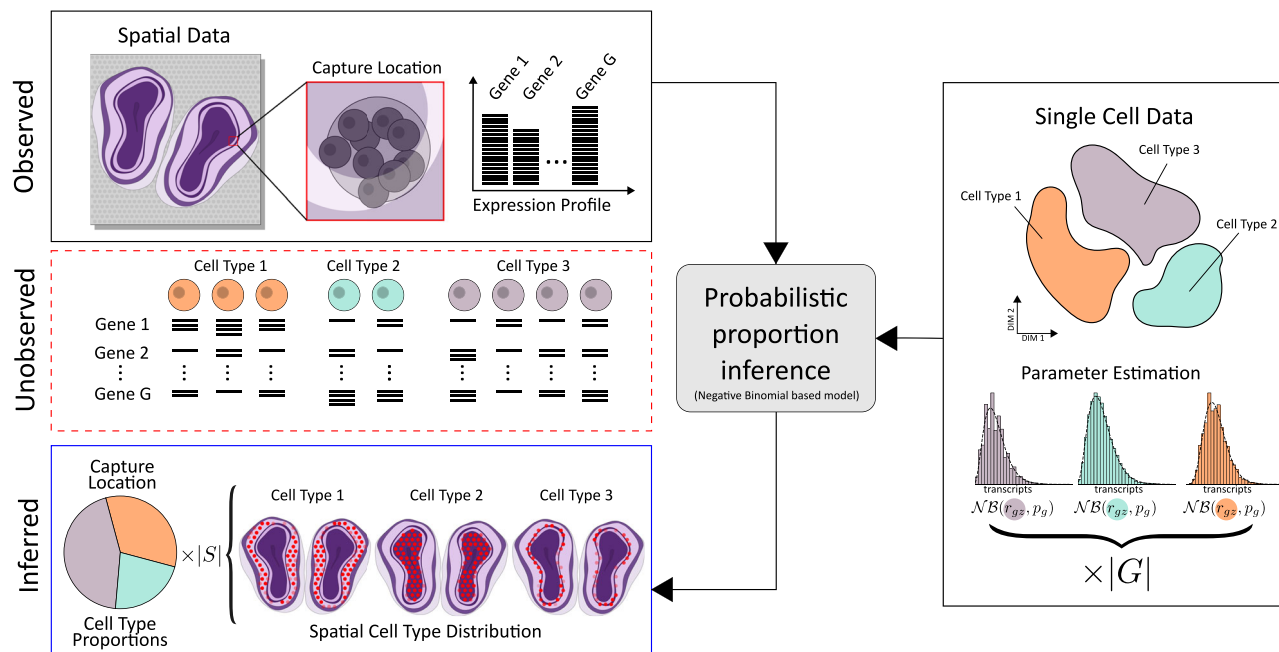 Observed
Spatial Data
Capture Location
Gene 1
Gene 2
Gene G
...
Expression Profile
Unobserved
Cell Type 1
Cell Type 2
Cell Type 3
Gene 1
Gene 2
Gene G
Inferred
Capture
Location
Cell Type
Proportions
×|S|
Cell Type 1
Cell Type 2
Cell Type 3
Spatial Cell Type Distribution
Probabilistic
proportion
inference
(Negative Binomial based model)
Single Cell Data
Cell Type 3
Cell Type 1
Cell Type 2
DIM 2
DIM 1
Parameter Estimation
transcripts
transcripts
transcripts
𝒩ℬ(r_gz, p_g)
𝒩ℬ(r_gz, p_g)
𝒩ℬ(r_gz, p_g)
×|G|